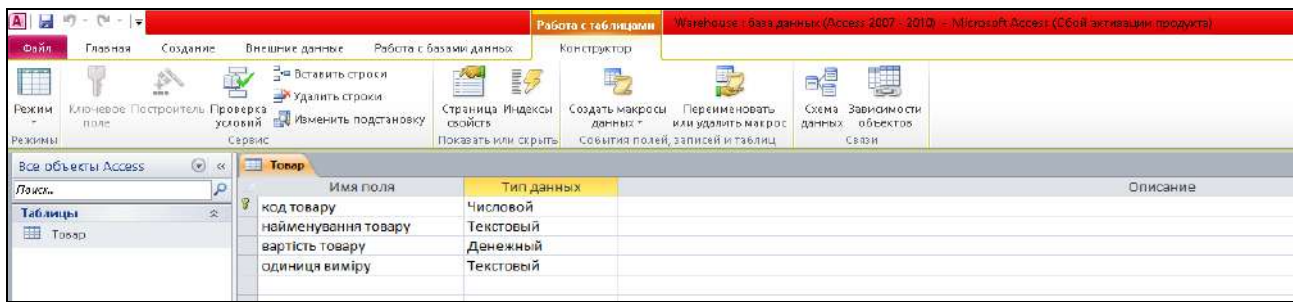 Работа с таблицами Warehouse : база данных (Access 2007 - 2010) - Microsoft Access (Сбой активации продукта)
Файл Главная Создание Внешние данные Работа с базами данных Конструктор
Режим Ключевое поле Построитель Проверка условий Вставить строки Удалить строки Изменить подстановку Страница свойств Индексы Создать макросы данных Переименовать или удалить макрос Схема данных Зависимости объектов
Режимы Сервис Показать или скрыть События полей, записей и таблиц Связи
Все объекты Access « Товар
Поиск... Имя поля Тип данных Описание
Таблицы код товару Числовой
Товар найменування товару Текстовый
вартість товару Денежный
одиниця виміру Текстовый